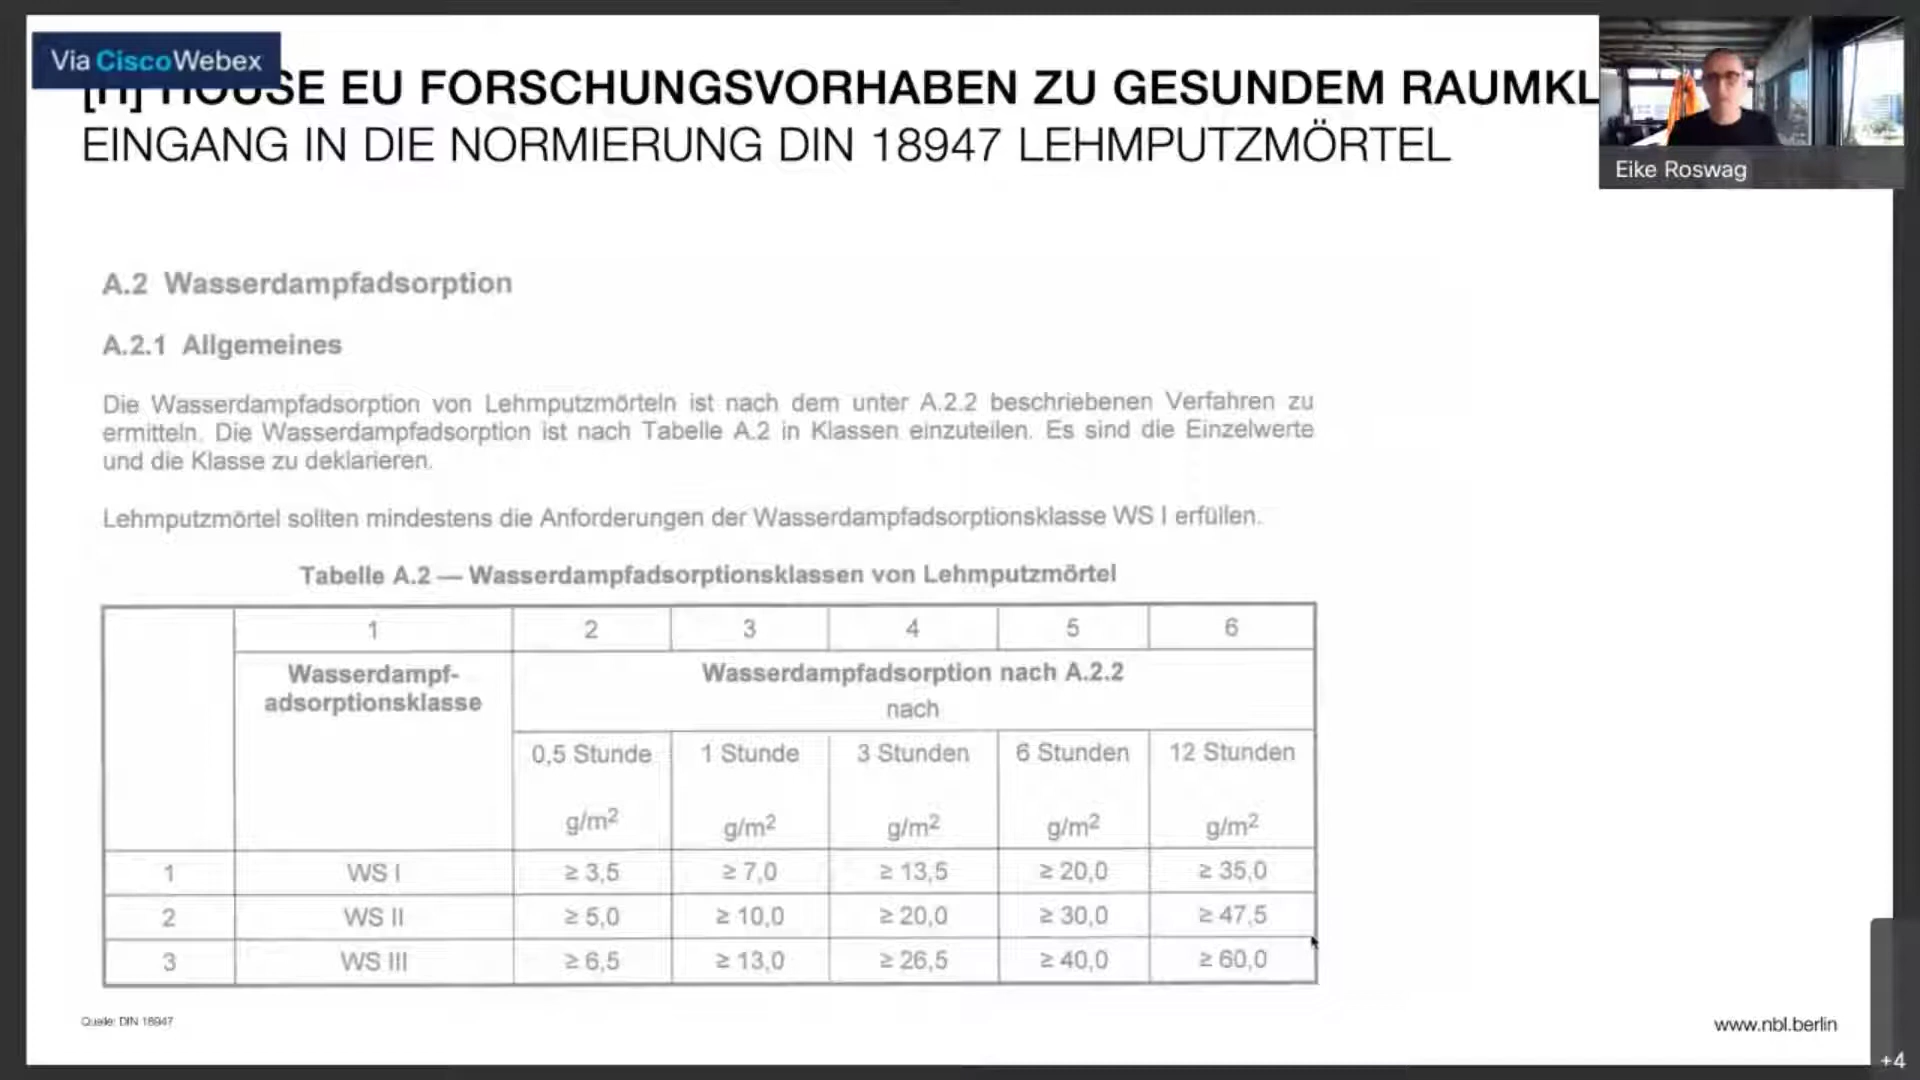 Via CiscoWebex
HOUSE EU FORSCHUNGSVORHABEN ZU GESUNDEM RAUMKL
EINGANG IN DIE NORMIERUNG DIN 18947 LEHMPUTZMÖRTEL
Eike Roswag
A.2 Wasserdampfadsorption
A.2.1 Allgemeines
Die Wasserdampfadsorption von Lehmputzmörteln ist nach dem unter A.2.2 beschriebenen Verfahren zu
ermitteln. Die Wasserdampfadsorption ist nach Tabelle A.2 in Klassen einzuteilen. Es sind die Einzelwerte
und die Klasse zu deklarieren.
Lehmputzmörtel sollten mindestens die Anforderungen der Wasserdampfadsorptionsklasse WS I erfüllen.
Tabelle A.2 — Wasserdampfadsorptionsklassen von Lehmputzmörtel
1 2 3 4 5 6
Wasserdampf-
adsorptionsklasse
Wasserdampfadsorption nach A.2.2
nach
0,5 Stunde 1 Stunde 3 Stunden 6 Stunden 12 Stunden
g/m² g/m² g/m² g/m² g/m²
1 WS I ≥ 3,5 ≥ 7,0 ≥ 13,5 ≥ 20,0 ≥ 35,0
2 WS II ≥ 5,0 ≥ 10,0 ≥ 20,0 ≥ 30,0 ≥ 47,5
3 WS III ≥ 6,5 ≥ 13,0 ≥ 26,5 ≥ 40,0 ≥ 60,0
Quelle: DIN 18947
www.nbl.berlin
+4